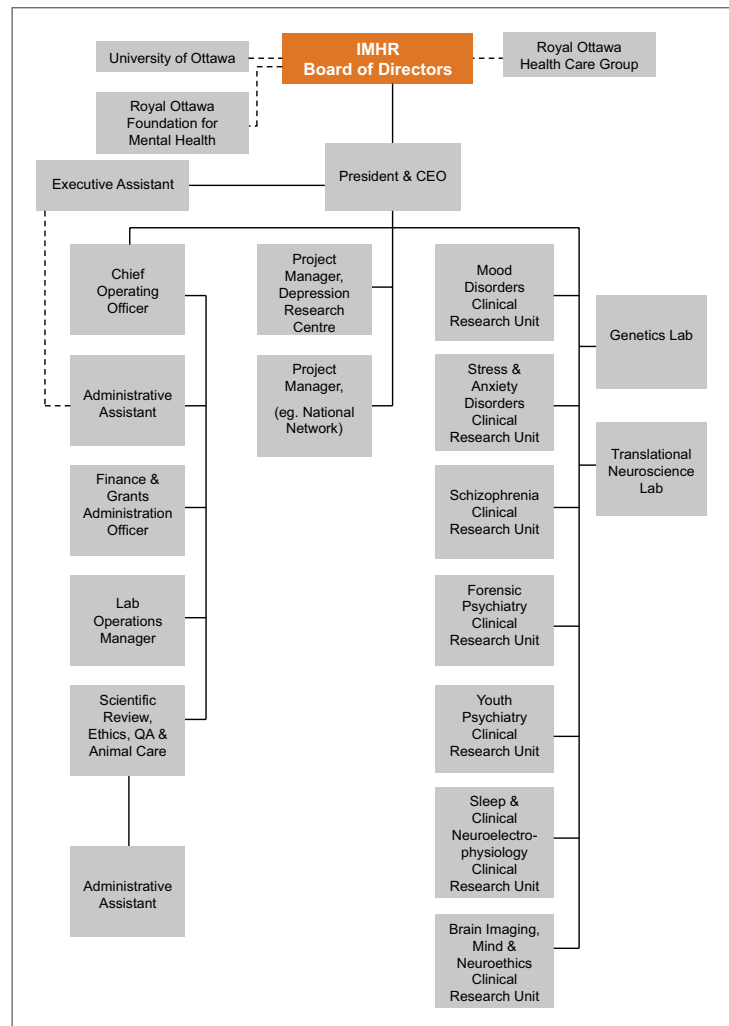 IMHR
Board of Directors
University of Ottawa
Royal Ottawa
Health Care Group
Royal Ottawa
Foundation for
Mental Health
Executive Assistant
President & CEO
Chief
Operating
Officer
Administrative
Assistant
Finance &
Grants
Administration
Officer
Lab
Operations
Manager
Scientific
Review,
Ethics, QA &
Animal Care
Administrative
Assistant
Project
Manager,
Depression
Research
Centre
Project
Manager,
(eg. National
Network)
Mood
Disorders
Clinical
Research Unit
Stress &
Anxiety
Disorders
Clinical
Research Unit
Schizophrenia
Clinical
Research Unit
Forensic
Psychiatry
Clinical
Research Unit
Youth
Psychiatry
Clinical
Research Unit
Sleep &
Clinical
Neuroelectro-
physiology
Clinical
Research Unit
Brain Imaging,
Mind &
Neuroethics
Clinical
Research Unit
Genetics Lab
Translational
Neuroscience
Lab